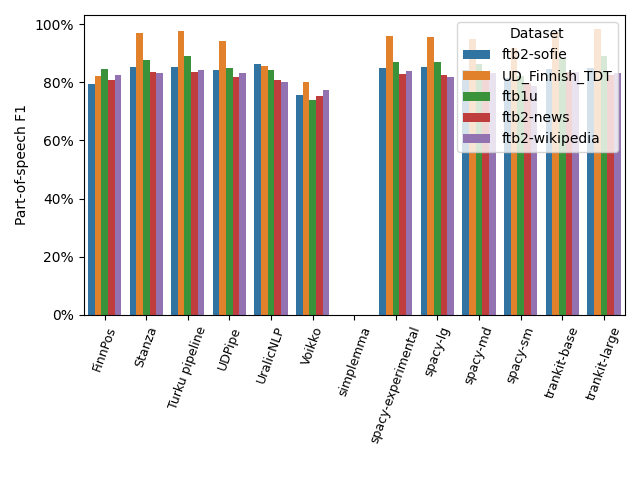 Part-of-speech F1
100%
80%
60%
40%
20%
0%
Dataset
ftb2-sofie
UD_Finnish_TDT
ftb1u
ftb2-news
ftb2-wikipedia
FinnPos
Stanza
Turku pipeline
UDPipe
UralicNLP
Voikko
simplemma
spacy-experimental
spacy-lg
spacy-md
spacy-sm
trankit-base
trankit-large